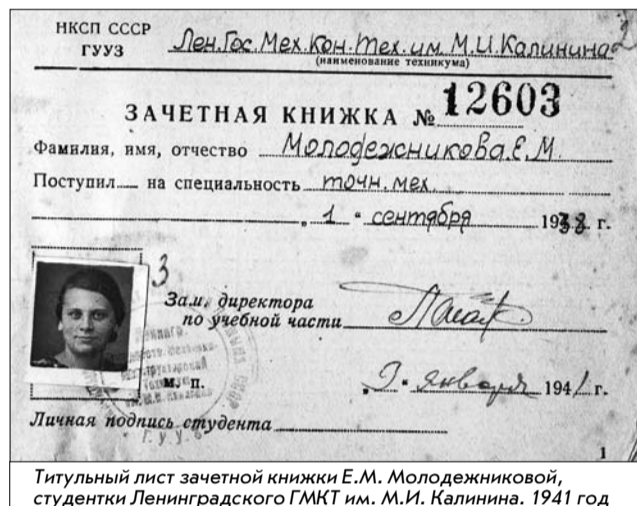 2
НКСП СССР
ГУУЗ
Лен.Гос.Мех.Кон.Тех.им. М.И.Калинина
(наименование техникума)
ЗАЧЕТНАЯ КНИЖКА № 12603
Фамилия, имя, отчество Молодежникова.Е.М.
Поступил на специальность точн.мех.
„ 1 “ сентября 1938 г.
3
Зам. директора
по учебной части
М. п.
„ 9 “ января 1941 г.
Личная подпись студента
Г.У.У.
1
Титульный лист зачетной книжки Е.М. Молодежниковой,
студентки Ленинградского ГМКТ им. М.И. Калинина. 1941 год